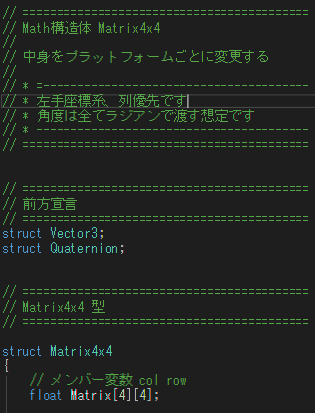 // =====================================
// Math構造体 Matrix4x4
//
// 中身をプラットフォームごとに変更する
//
// * =-----------------------------------
// * 左手座標系、列優先です
// * 角度は全てラジアンで渡す想定です
// * ------------------------------------
// =====================================
// =====================================
// 前方宣言
// =====================================
struct Vector3;
struct Quaternion;
// =====================================
// Matrix4x4 型
// =====================================
struct Matrix4x4
{
// メンバー変数 col row
float Matrix[4][4];